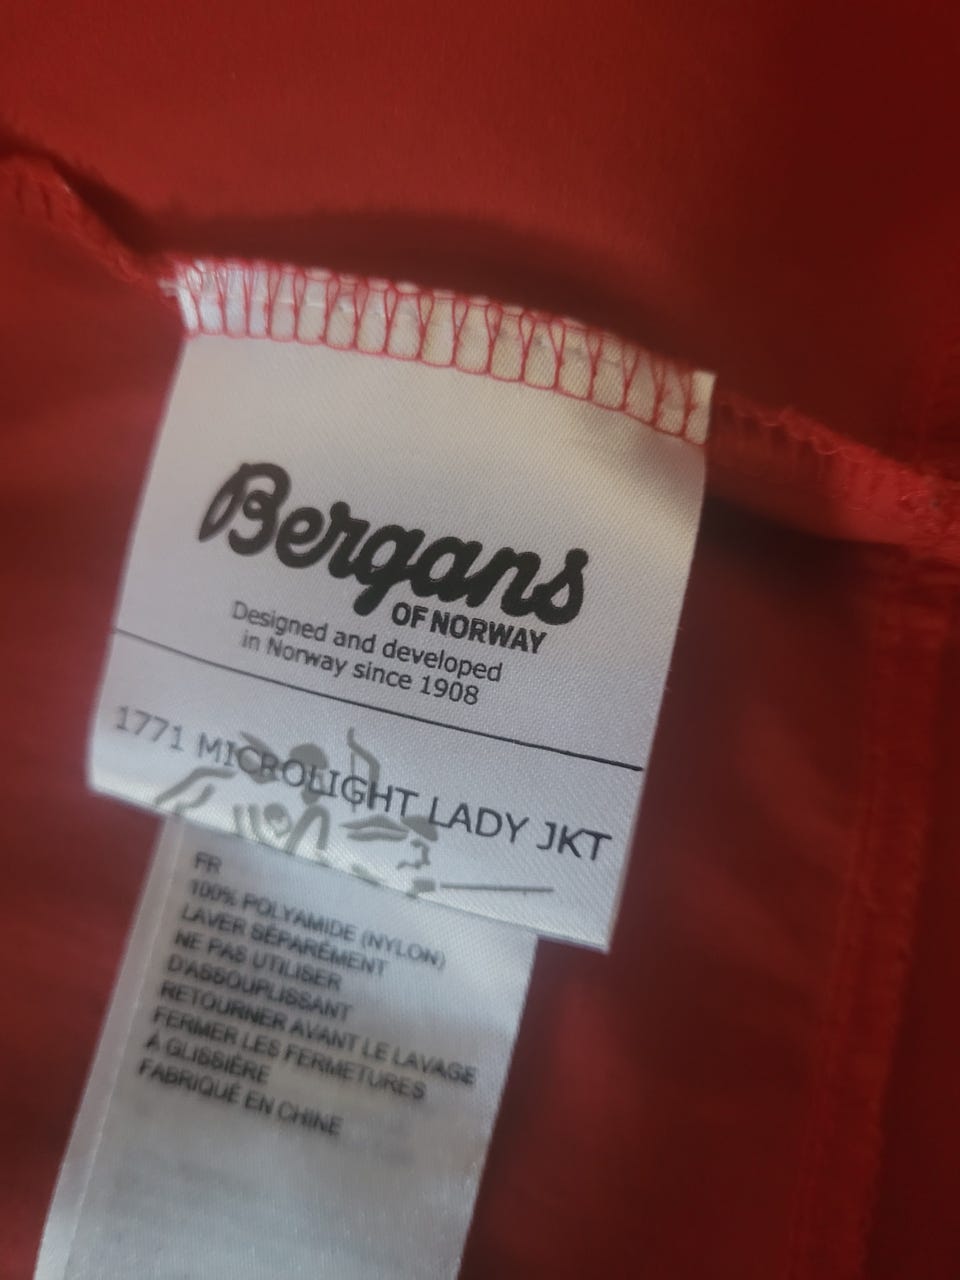 Bergans
OF NORWAY
Designed and developed
in Norway since 1908
1771 MICROLIGHT LADY JKT
FR
100% POLYAMIDE (NYLON)
LAVER SÉPARÉMENT
NE PAS UTILISER
D'ASSOUPLISSANT
RETOURNER AVANT LE LAVAGE
FERMER LES FERMETURES
À GLISSIÈRE
FABRIQUÉ EN CHINE